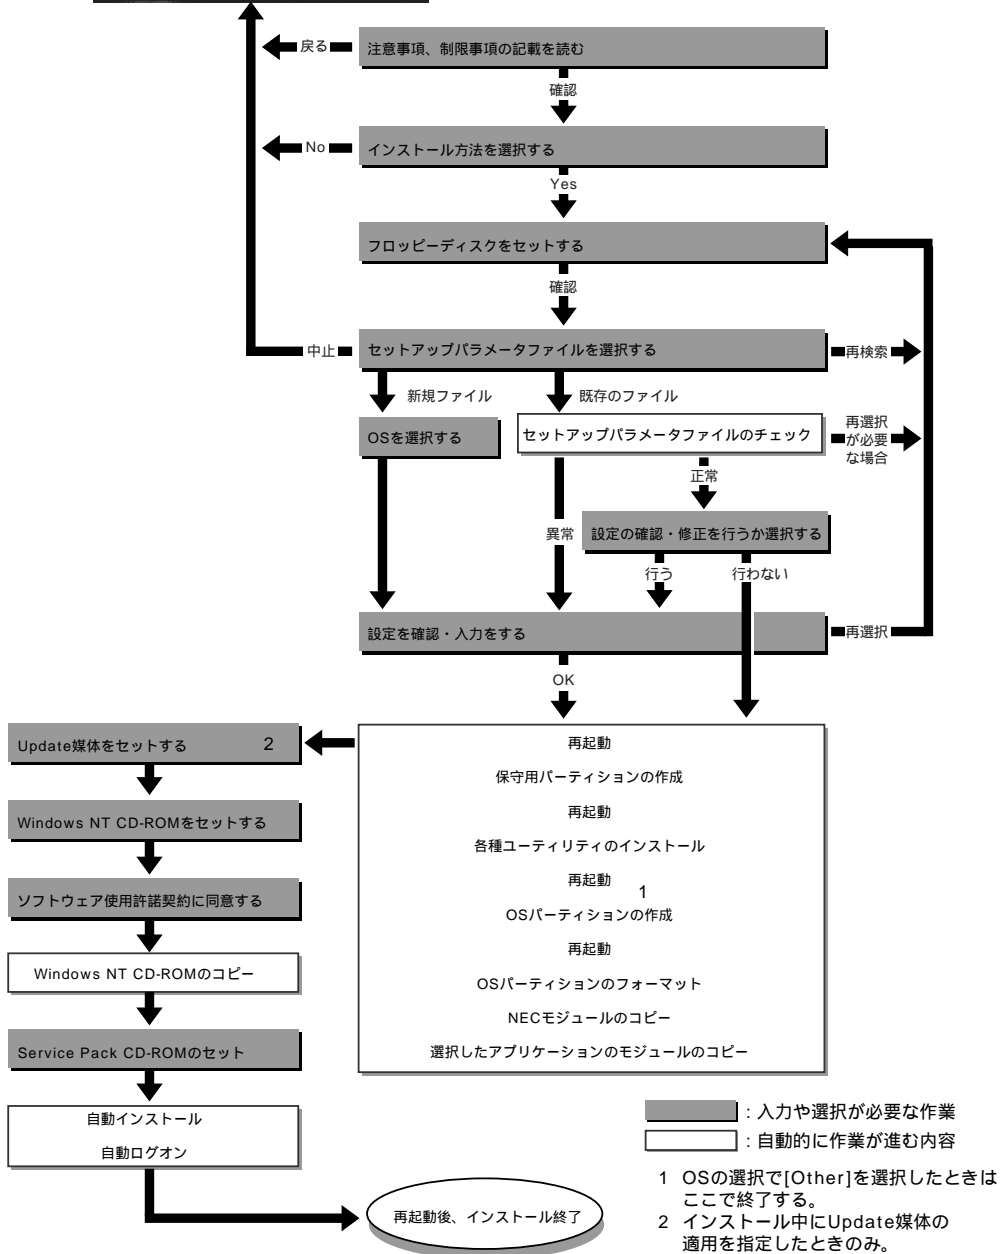 戻る
注意事項、制限事項の記載を読む
確認
No
インストール方法を選択する
Yes
フロッピーディスクをセットする
確認
中止
セットアップパラメータファイルを選択する
再検索
新規ファイル
既存のファイル
OSを選択する
セットアップパラメータファイルのチェック
再選択
が必要
な場合
正常
異常
設定の確認・修正を行うか選択する
行う
行わない
設定を確認・入力をする
再選択
OK
Update媒体をセットする 2
Windows NT CD-ROMをセットする
ソフトウェア使用許諾契約に同意する
Windows NT CD-ROMのコピー
Service Pack CD-ROMのセット
自動インストール
自動ログオン
再起動
保守用パーティションの作成
再起動
各種ユーティリティのインストール
再起動
1
OSパーティションの作成
再起動
OSパーティションのフォーマット
NECモジュールのコピー
選択したアプリケーションのモジュールのコピー
再起動後、インストール終了
：入力や選択が必要な作業
：自動的に作業が進む内容
1 OSの選択で[Other]を選択したときは
ここで終了する。
2 インストール中にUpdate媒体の
適用を指定したときのみ。